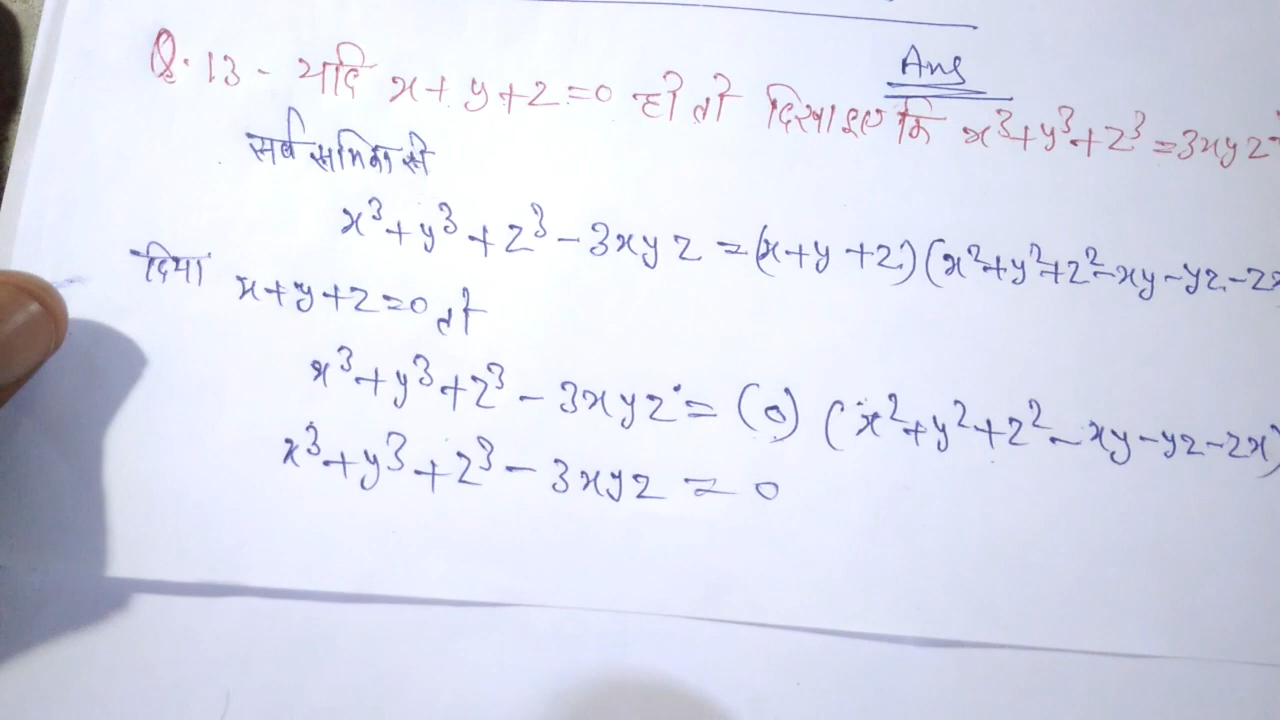 Ans
Q.13 - यदि x+y+z=0 हो तो दिखाइए कि x³+y³+z³=3xyz
सर्व समिका से
x³+y³+z³-3xyz=(x+y+z)(x²+y²+z²-xy-yz-zx
दिया x+y+z=0 तो
x³+y³+z³-3xyz=(0)(x²+y²+z²-xy-yz-zx)
x³+y³+z³-3xyz=0